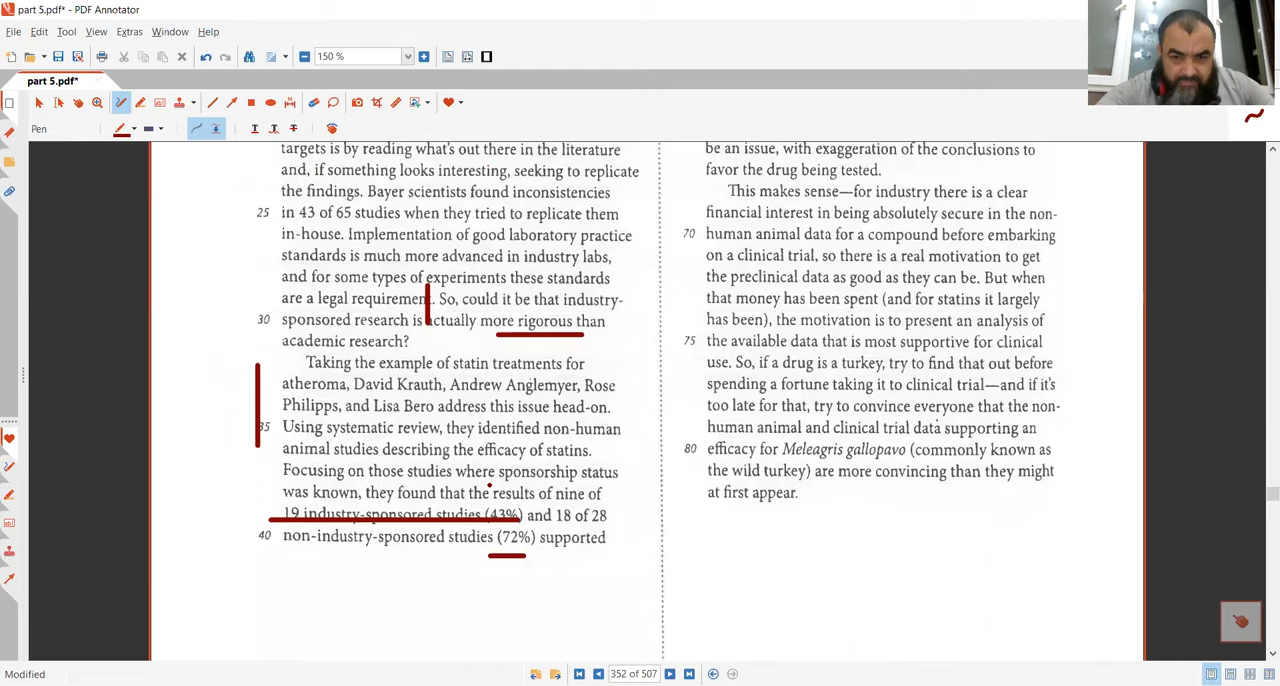 part 5.pdf* - PDF Annotator
File Edit Tool View Extras Window Help
150 %
part 5.pdf*
Pen
targets is by reading what's out there in the literature
and, if something looks interesting, seeking to replicate
the findings. Bayer scientists found inconsistencies
25 in 43 of 65 studies when they tried to replicate them
in-house. Implementation of good laboratory practice
standards is much more advanced in industry labs,
and for some types of experiments these standards
are a legal requirement. So, could it be that industry-
30 sponsored research is actually more rigorous than
academic research?
Taking the example of statin treatments for
atheroma, David Krauth, Andrew Anglemyer, Rose
Philipps, and Lisa Bero address this issue head-on.
35 Using systematic review, they identified non-human
animal studies describing the efficacy of statins.
Focusing on those studies where sponsorship status
was known, they found that the results of nine of
19 industry-sponsored studies (43%) and 18 of 28
40 non-industry-sponsored studies (72%) supported
be an issue, with exaggeration of the conclusions to
favor the drug being tested.
This makes sense—for industry there is a clear
financial interest in being absolutely secure in the non-
70 human animal data for a compound before embarking
on a clinical trial, so there is a real motivation to get
the preclinical data as good as they can be. But when
that money has been spent (and for statins it largely
has been), the motivation is to present an analysis of
75 the available data that is most supportive for clinical
use. So, if a drug is a turkey, try to find that out before
spending a fortune taking it to clinical trial—and if it's
too late for that, try to convince everyone that the non-
human animal and clinical trial data supporting an
80 efficacy for Meleagris gallopavo (commonly known as
the wild turkey) are more convincing than they might
at first appear.
Modified
352 of 507